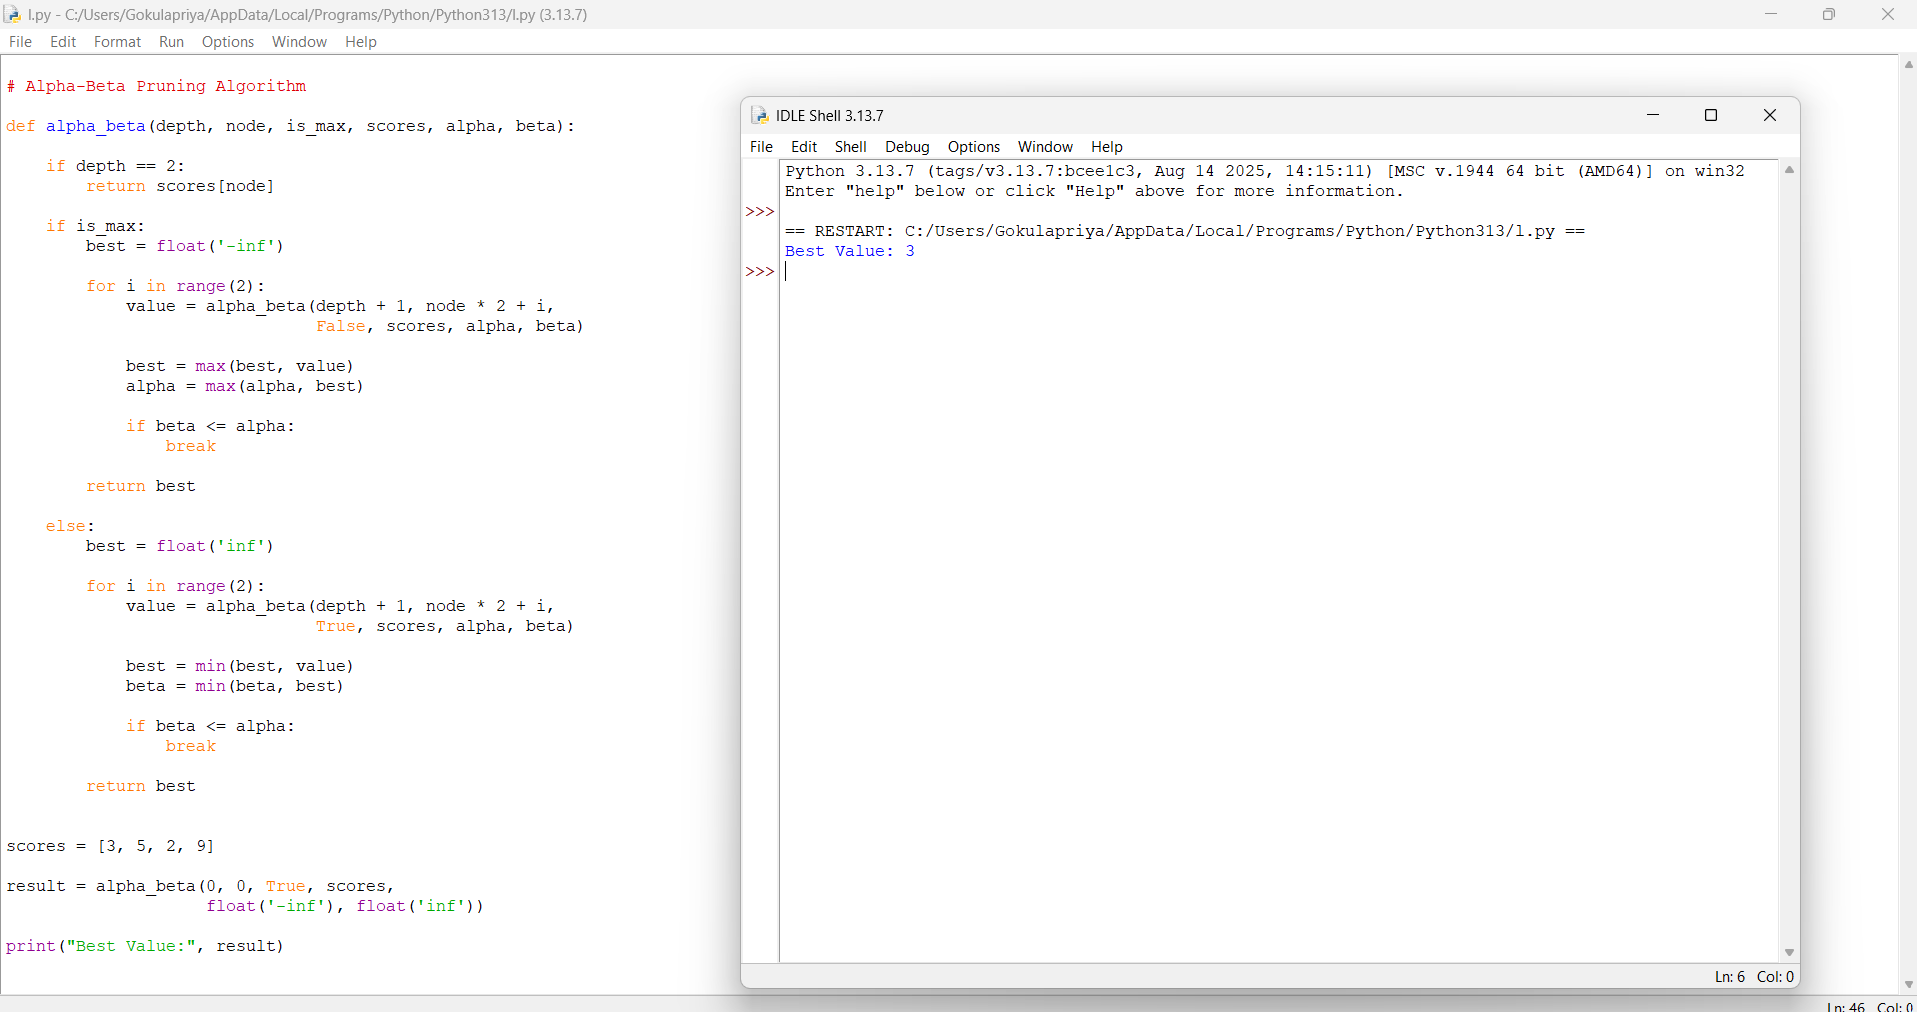 l.py - C:/Users/Gokulapriya/AppData/Local/Programs/Python/Python313/l.py (3.13.7)
File Edit Format Run Options Window Help
# Alpha-Beta Pruning Algorithm
def alpha_beta(depth, node, is_max, scores, alpha, beta):
    if depth == 2:
        return scores[node]
    if is_max:
        best = float('-inf')
        for i in range(2):
            value = alpha_beta(depth + 1, node * 2 + i,
                               False, scores, alpha, beta)
            best = max(best, value)
            alpha = max(alpha, best)
            if beta <= alpha:
                break
        return best
    else:
        best = float('inf')
        for i in range(2):
            value = alpha_beta(depth + 1, node * 2 + i,
                               True, scores, alpha, beta)
            best = min(best, value)
            beta = min(beta, best)
            if beta <= alpha:
                break
        return best
scores = [3, 5, 2, 9]
result = alpha_beta(0, 0, True, scores,
                    float('-inf'), float('inf'))
print("Best Value:", result)
Ln: 46 Col: 0
IDLE Shell 3.13.7
File Edit Shell Debug Options Window Help
Python 3.13.7 (tags/v3.13.7:bcee1c3, Aug 14 2025, 14:15:11) [MSC v.1944 64 bit (AMD64)] on win32
Enter "help" below or click "Help" above for more information.
>>>
== RESTART: C:/Users/Gokulapriya/AppData/Local/Programs/Python/Python313/l.py ==
Best Value: 3
>>>
Ln: 6 Col: 0